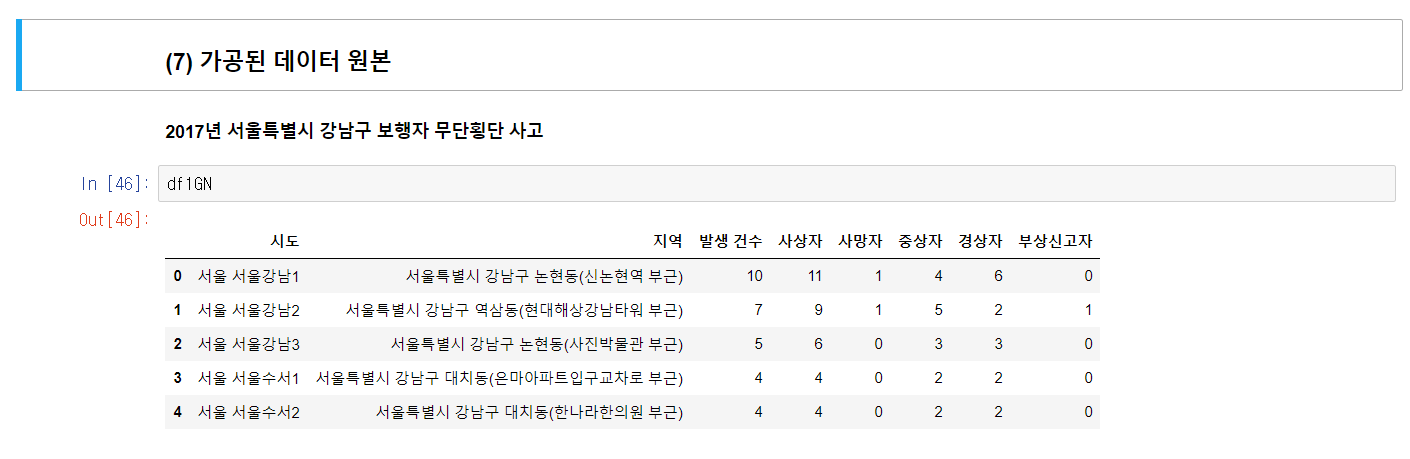 (7) 가공된 데이터 원본
2017년 서울특별시 강남구 보행자 무단횡단 사고
In [46]: df1GN
Out[46]:
시도 지역 발생 건수 사상자 사망자 중상자 경상자 부상신고자
0 서울 서울강남1 서울특별시 강남구 논현동(신논현역 부근) 10 11 1 4 6 0
1 서울 서울강남2 서울특별시 강남구 역삼동(현대해상강남타워 부근) 7 9 1 5 2 1
2 서울 서울강남3 서울특별시 강남구 논현동(사진박물관 부근) 5 6 0 3 3 0
3 서울 서울수서1 서울특별시 강남구 대치동(은마아파트입구교차로 부근) 4 4 0 2 2 0
4 서울 서울수서2 서울특별시 강남구 대치동(한나라한의원 부근) 4 4 0 2 2 0